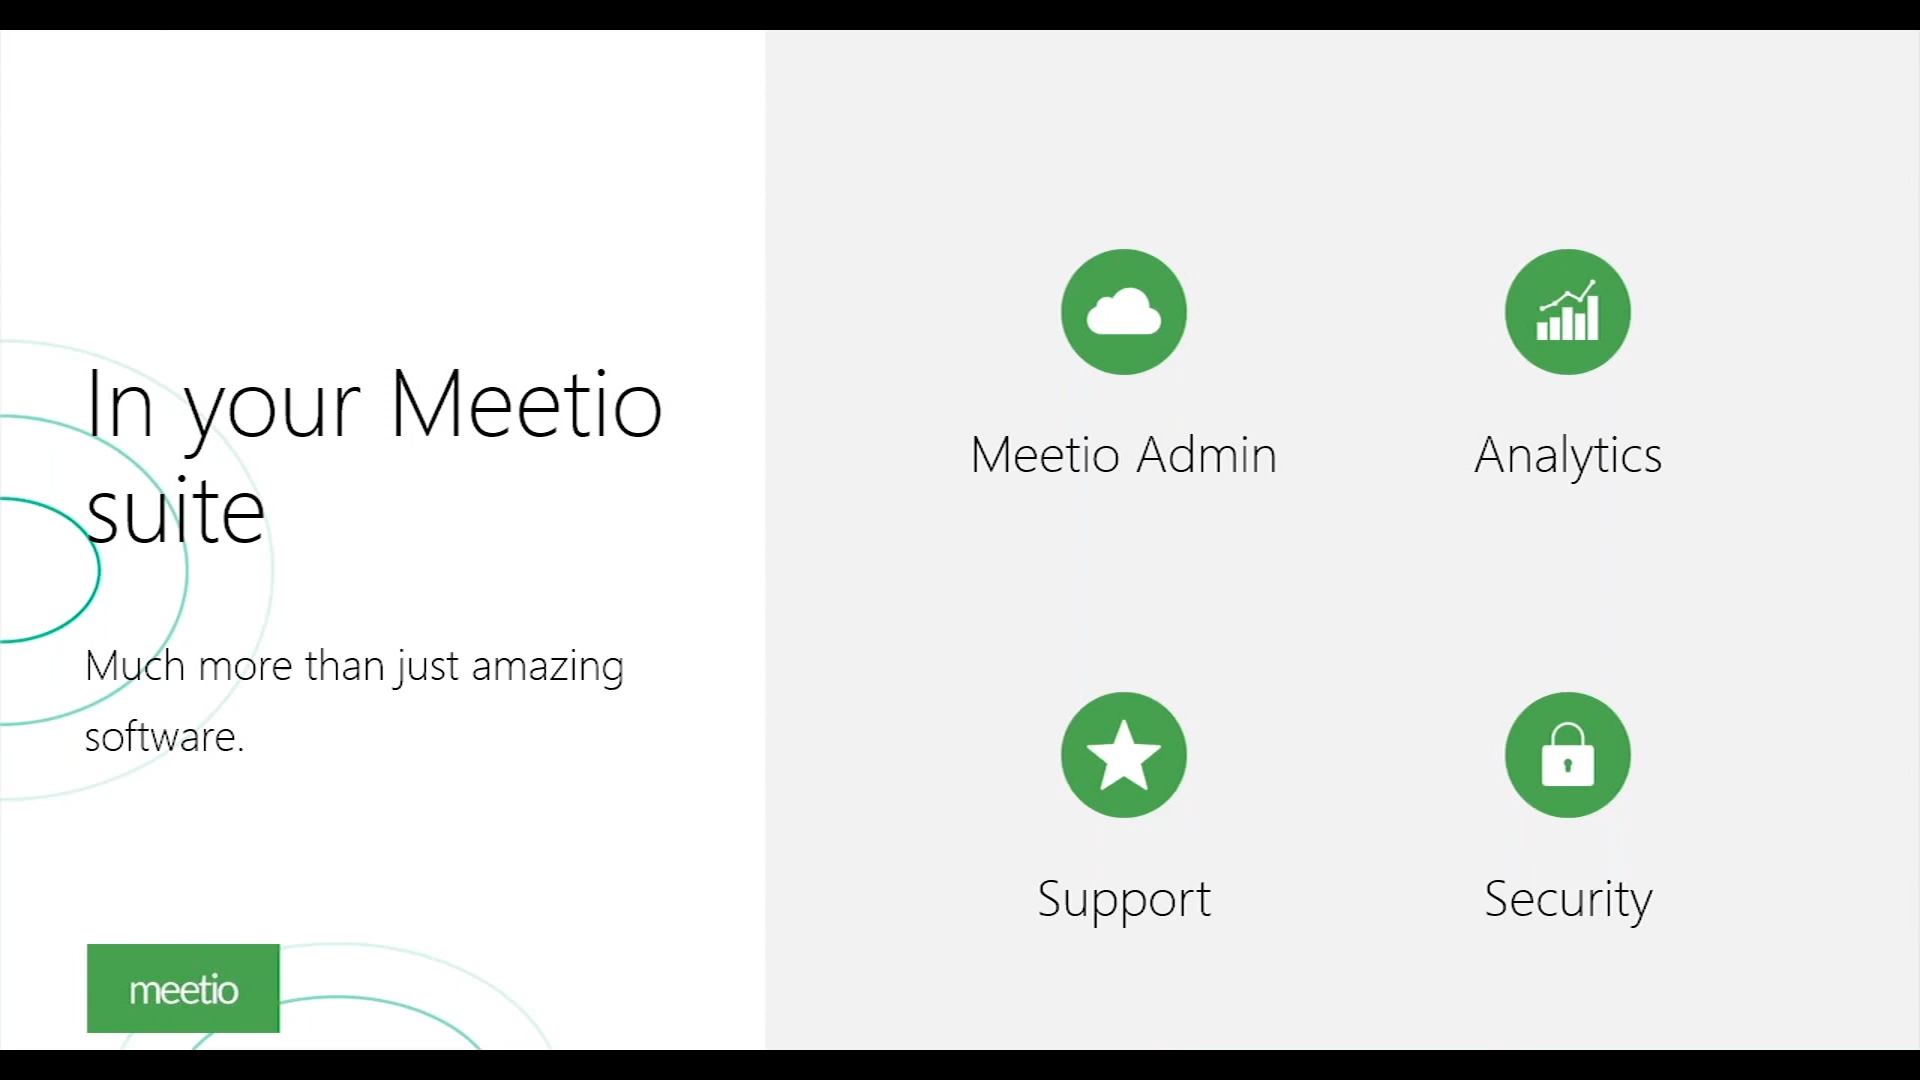 In your Meetio
suite
Much more than just amazing
software.
meetio
Meetio Admin
Analytics
Support
Security